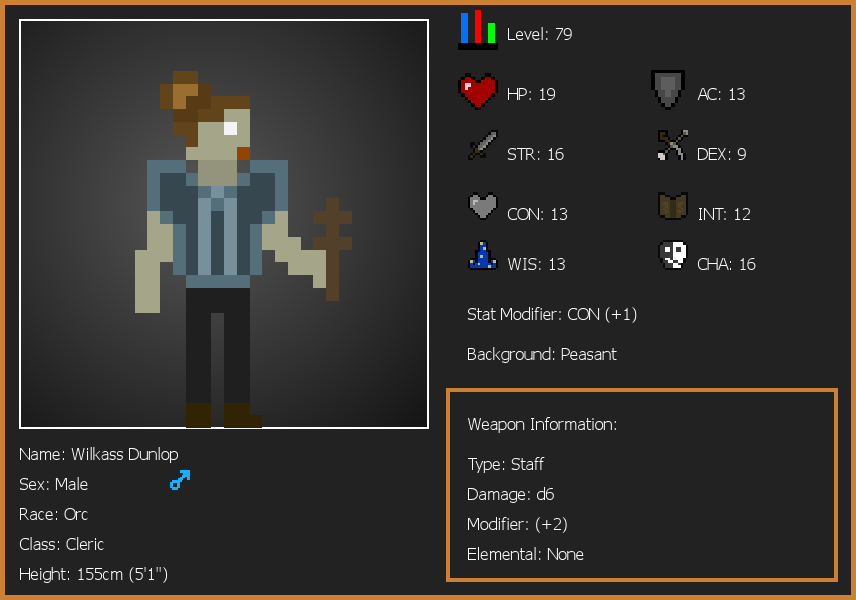 Level: 79
HP: 19
AC: 13
STR: 16
DEX: 9
CON: 13
INT: 12
WIS: 13
CHA: 16
Stat Modifier: CON (+1)
Background: Peasant
Weapon Information:
Type: Staff
Damage: d6
Modifier: (+2)
Elemental: None
Name: Wilkass Dunlop
Sex: Male
Race: Orc
Class: Cleric
Height: 155cm (5'1")